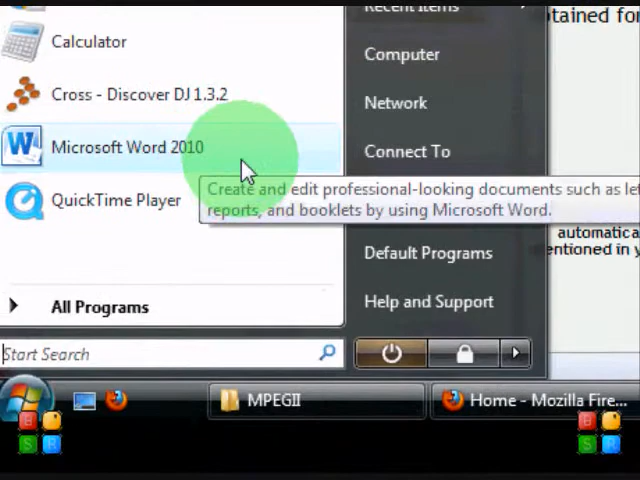 Recent Items
Calculator
Computer
Cross - Discover DJ 1.3.2
Network
Microsoft Word 2010
Connect To
QuickTime Player
Create and edit professional-looking documents such as let
reports, and booklets by using Microsoft Word.
Default Programs
All Programs
Help and Support
Start Search
MPEGII
Home - Mozilla Fire...
btained for
automatica
entioned in y
W
B
S
R
B
S
R